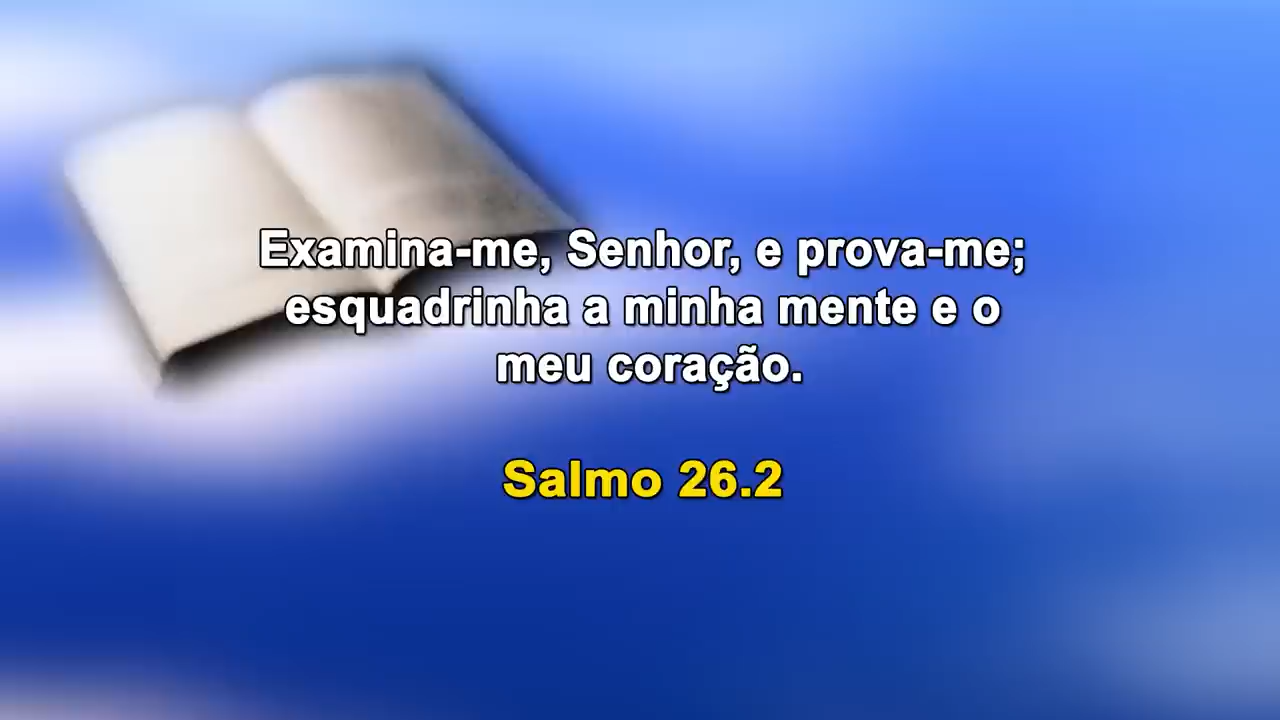 Examina-me, Senhor, e prova-me;
esquadrinha a minha mente e o
meu coração.
Salmo 26.2